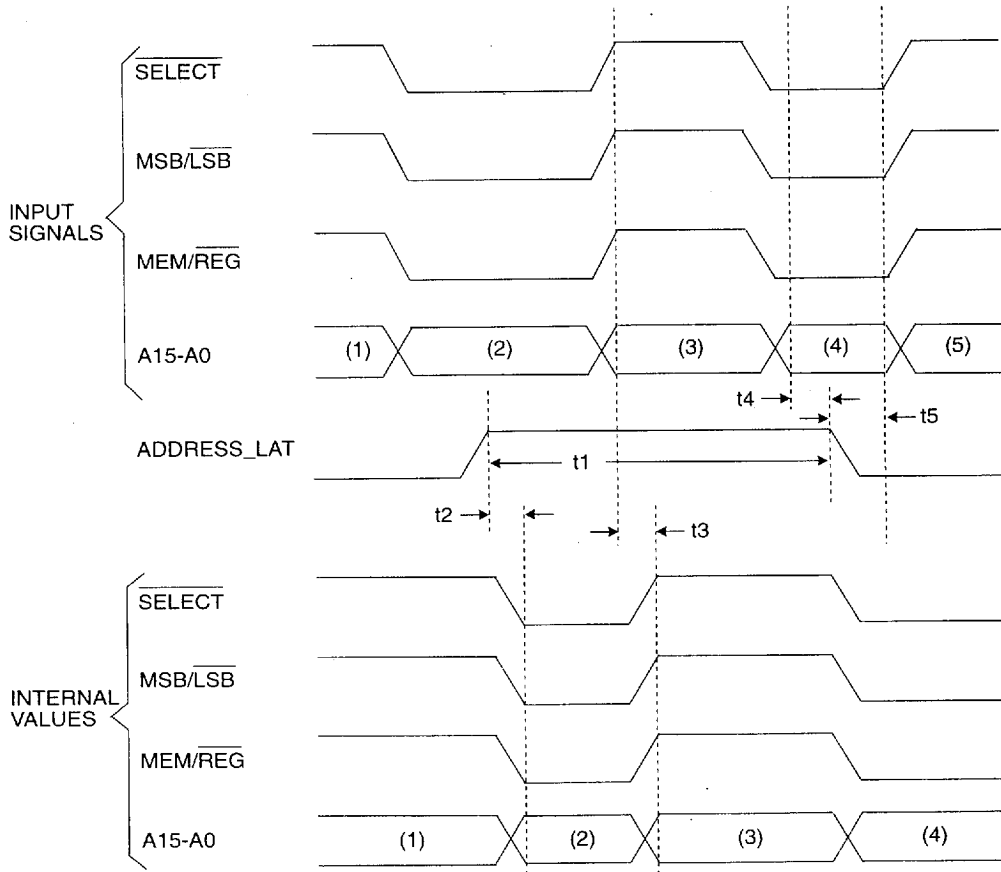 SELECT
MSB/LSB
INPUT
SIGNALS
MEM/REG
A15-A0
(1)
(2)
(3)
(4)
(5)
t4
t5
ADDRESS_LAT
t1
t2
t3
SELECT
MSB/LSB
INTERNAL
VALUES
MEM/REG
A15-A0
(1)
(2)
(3)
(4)